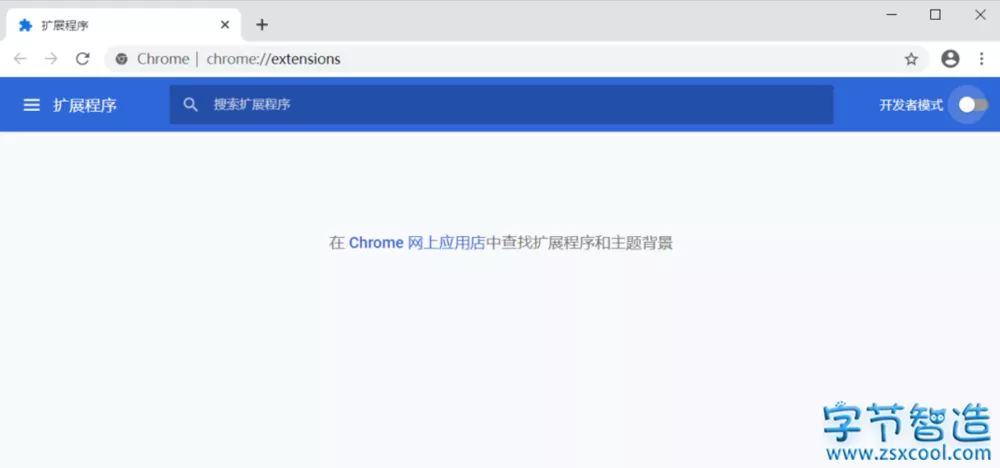 扩展程序
Chrome | chrome://extensions
扩展程序 搜索扩展程序 开发者模式
在 Chrome 网上应用店中查找扩展程序和主题背景
字节智造
www.zsxcool.com